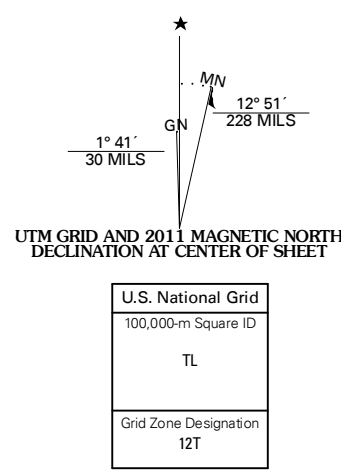 ★
MN
GN
12° 51´
228 MILS
1° 41´
30 MILS
UTM GRID AND 2011 MAGNETIC NORTH
DECLINATION AT CENTER OF SHEET
U.S. National Grid
100,000-m Square ID
TL
Grid Zone Designation
12T